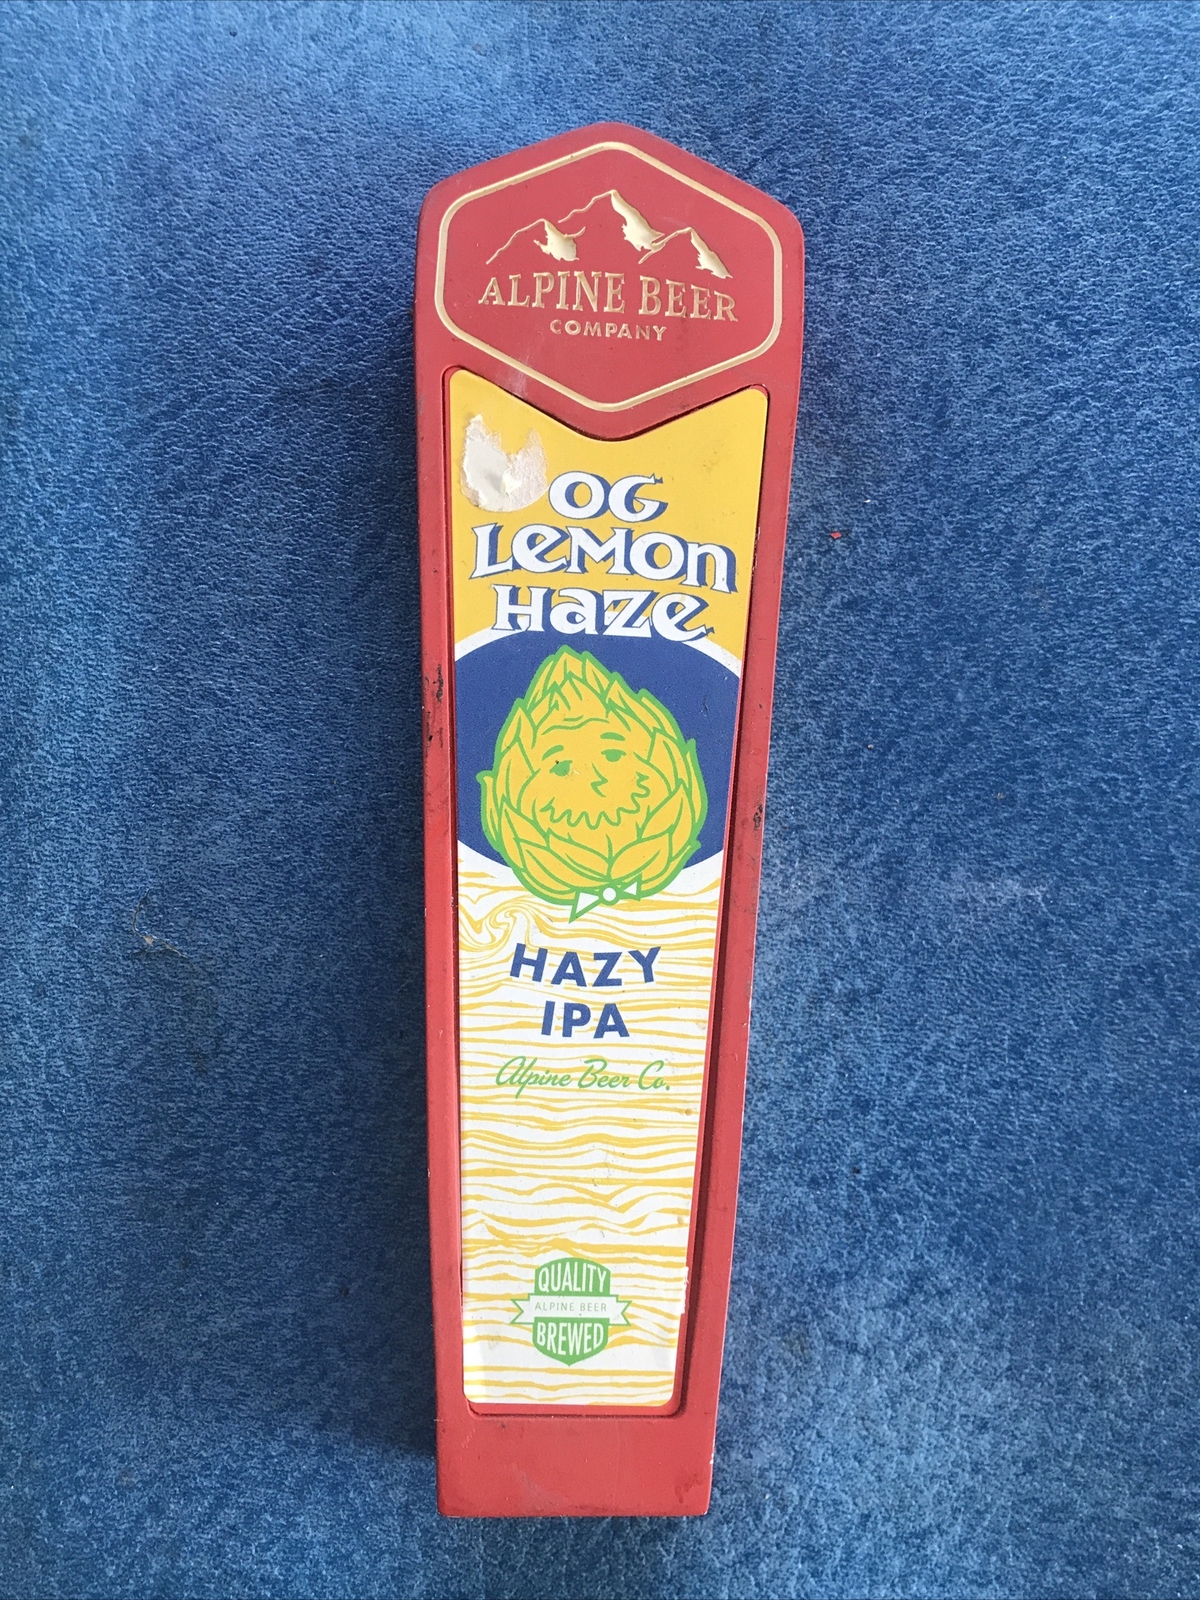 ALPINE BEER
COMPANY
OG
LEMON
HAZE
HAZY
IPA
Alpine Beer Co.
QUALITY
ALPINE BEER
BREWED